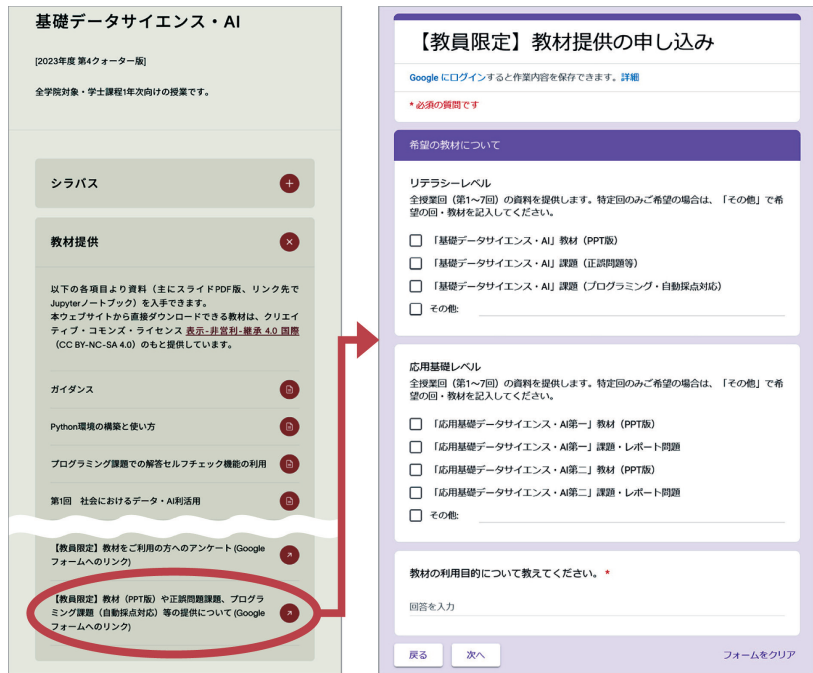 基礎データサイエンス・AI
[2023年度 第4クォーター版]
全学院対象・学士課程1年次向けの授業です。
シラバス
教材提供
以下の各項目より資料（主にスライドPDF版、リンク先で
Jupyterノートブック）を入手できます。
本ウェブサイトから直接ダウンロードできる教材は、クリエイ
ティブ・コモンズ・ライセンス 表示-非営利-継承 4.0 国際
（CC BY-NC-SA 4.0）のもと提供しています。
ガイダンス
Python環境の構築と使い方
プログラミング課題での解答セルフチェック機能の利用
第1回 社会におけるデータ・AI利活用
【教員限定】教材をご利用の方へのアンケート (Google
フォームへのリンク)
【教員限定】教材（PPT版）や正誤問題課題、プログラ
ミング課題（自動採点対応）等の提供について (Google
フォームへのリンク)
【教員限定】教材提供の申し込み
Google にログインすると作業内容を保存できます。詳細
* 必須の質問です
希望の教材について
リテラシーレベル
全授業回（第1〜7回）の資料を提供します。特定回のみご希望の場合は、「その他」で希
望の回・教材を記入してください。
「基礎データサイエンス・AI」教材（PPT版）
「基礎データサイエンス・AI」課題（正誤問題等）
「基礎データサイエンス・AI」課題（プログラミング・自動採点対応）
その他:
応用基礎レベル
全授業回（第1〜7回）の資料を提供します。特定回のみご希望の場合は、「その他」で希
望の回・教材を記入してください。
「応用基礎データサイエンス・AI第一」教材（PPT版）
「応用基礎データサイエンス・AI第一」課題・レポート問題
「応用基礎データサイエンス・AI第二」教材（PPT版）
「応用基礎データサイエンス・AI第二」課題・レポート問題
その他:
教材の利用目的について教えてください。 *
回答を入力
戻る
次へ
フォームをクリア